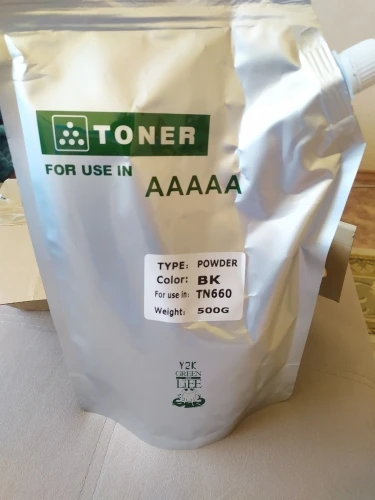 TONER
FOR USE IN AAAAA
TYPE: POWDER
Color: BK
For use in: TN660
Weight: 500G
Y2K
GREEN
LIFE